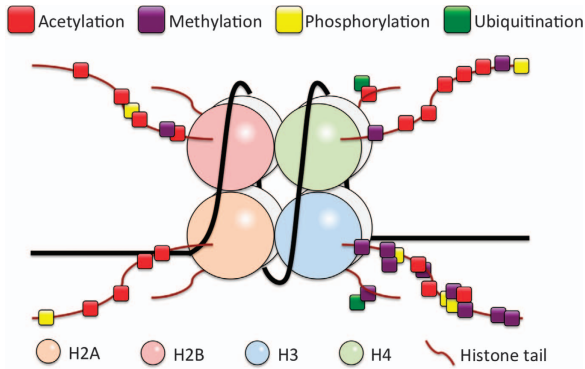 Acetylation Methylation Phosphorylation Ubiquitination
H2A H2B H3 H4 Histone tail